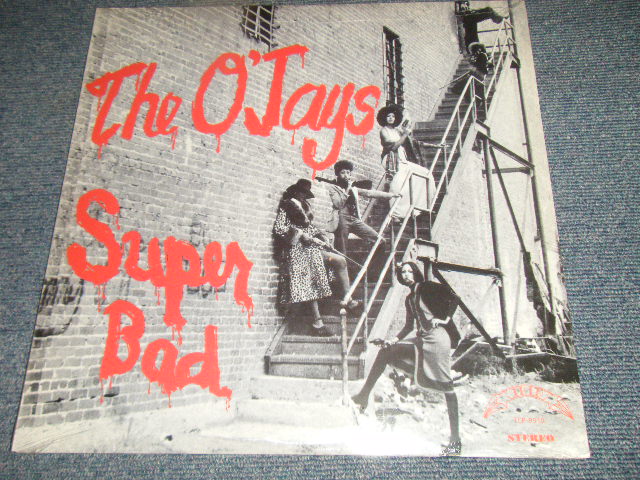 The O'Jays
Super
Bad
STEREO